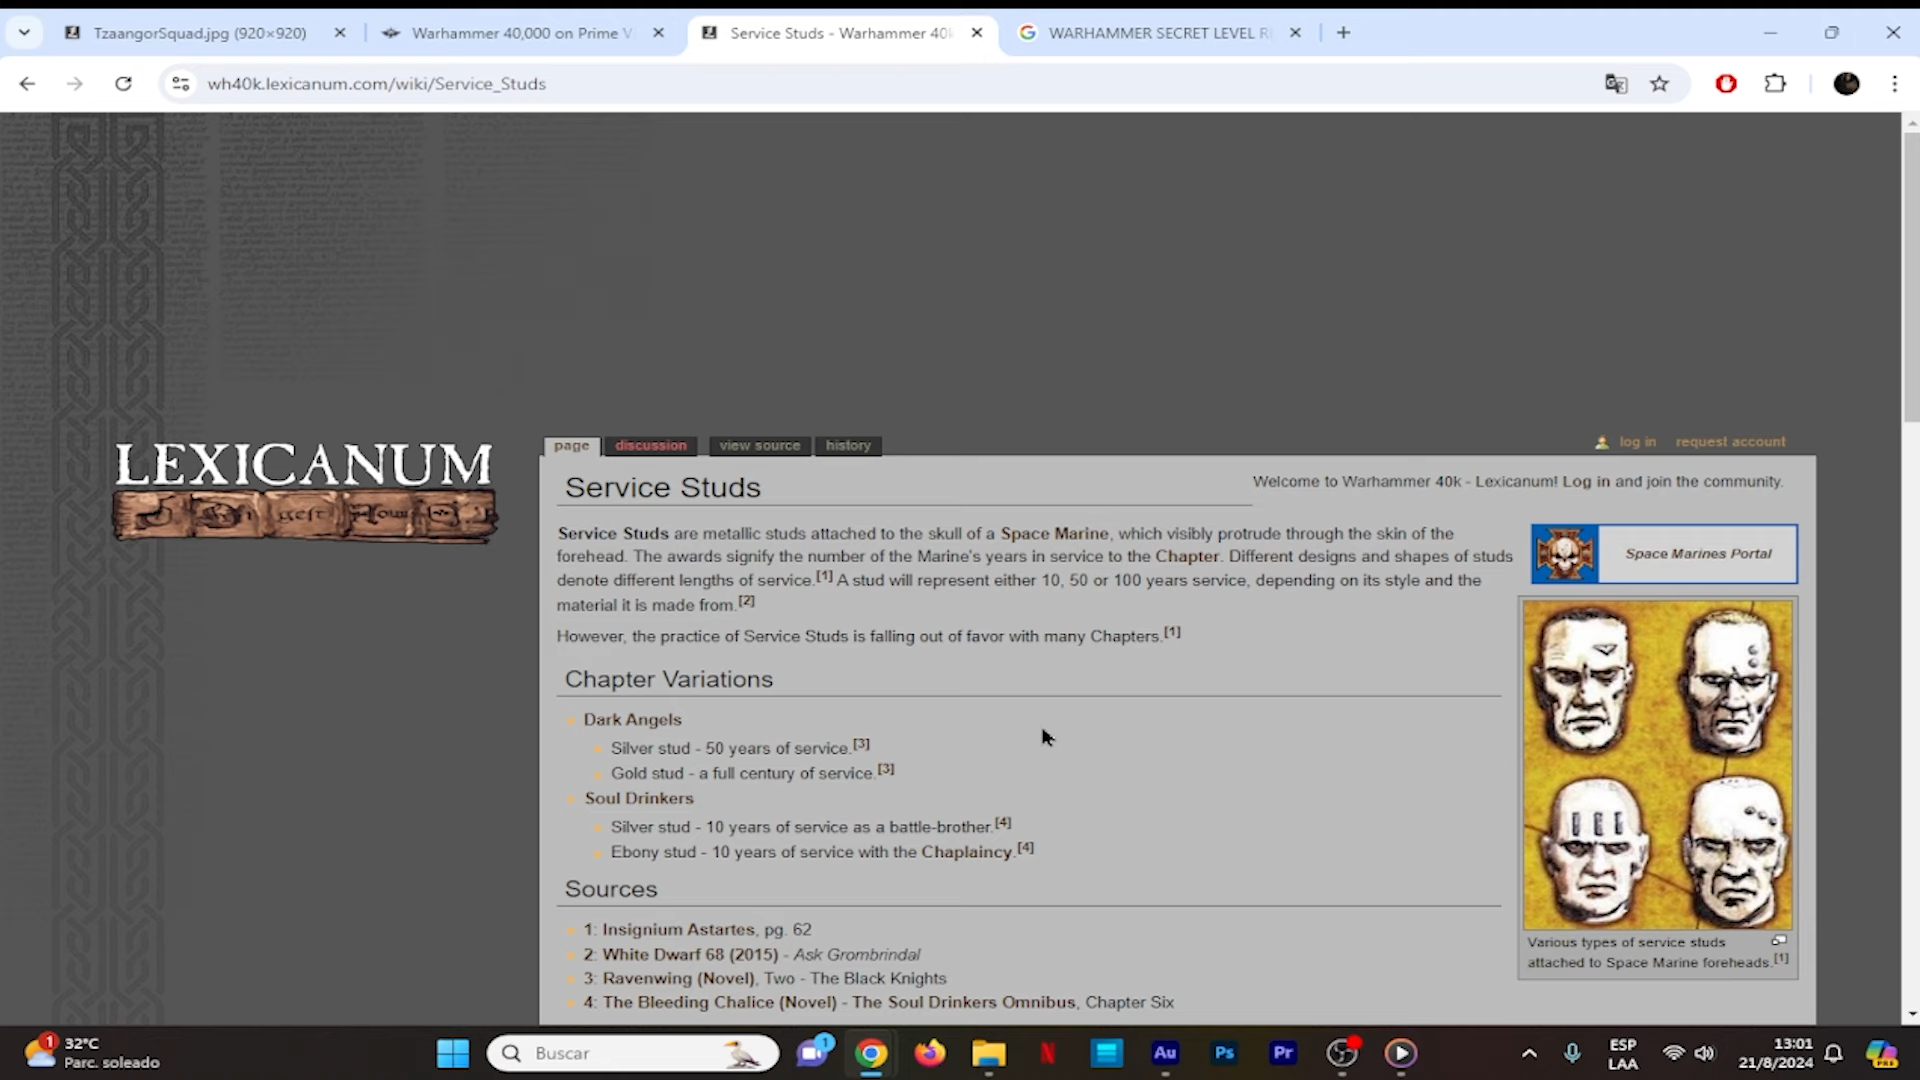 TzaangorSquad.jpg (920×920)
Warhammer 40,000 on Prime V
Service Studs - Warhammer 40k
WARHAMMER SECRET LEVEL R
wh40k.lexicanum.com/wiki/Service_Studs
LEXICANUM
page
discussion
view source
history
log in
request account
Service Studs
Welcome to Warhammer 40k - Lexicanum! Log in and join the community.
Service Studs are metallic studs attached to the skull of a Space Marine, which visibly protrude through the skin of the
forehead. The awards signify the number of the Marine's years in service to the Chapter. Different designs and shapes of studs
denote different lengths of service.[1] A stud will represent either 10, 50 or 100 years service, depending on its style and the
material it is made from.[2]
However, the practice of Service Studs is falling out of favor with many Chapters.[1]
Space Marines Portal
Chapter Variations
Dark Angels
Silver stud - 50 years of service.[3]
Gold stud - a full century of service.[3]
Soul Drinkers
Silver stud - 10 years of service as a battle-brother.[4]
Ebony stud - 10 years of service with the Chaplaincy.[4]
Various types of service studs
attached to Space Marine foreheads.[1]
Sources
1: Insignium Astartes, pg. 62
2: White Dwarf 68 (2015) - Ask Grombrindal
3: Ravenwing (Novel), Two - The Black Knights
4: The Bleeding Chalice (Novel) - The Soul Drinkers Omnibus, Chapter Six
1
32°C
Parc. soleado
Buscar
1
N
Au
Ps
Pr
ESP
LAA
13:01
21/8/2024
PRE